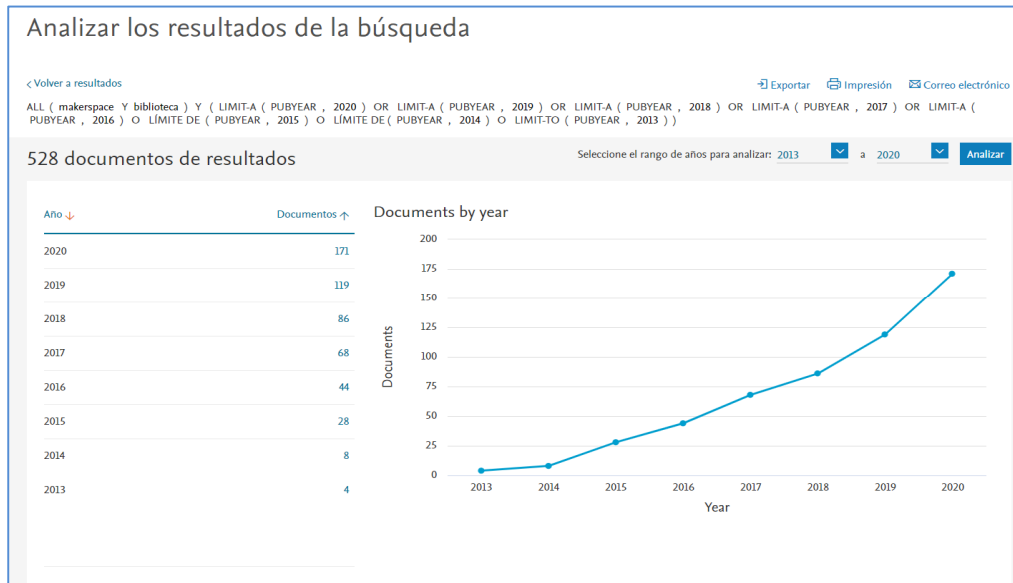 Analizar los resultados de la búsqueda
< Volver a resultados
Exportar Impresión Correo electrónico
ALL ( makerspace Y biblioteca ) Y ( LIMIT-A ( PUBYEAR , 2020 ) OR LIMIT-A ( PUBYEAR , 2019 ) OR LIMIT-A ( PUBYEAR , 2018 ) OR LIMIT-A ( PUBYEAR , 2017 ) OR LIMIT-A (
PUBYEAR , 2016 ) O LÍMITE DE ( PUBYEAR , 2015 ) O LÍMITE DE ( PUBYEAR , 2014 ) O LIMIT-TO ( PUBYEAR , 2013 ) )
528 documentos de resultados
Seleccione el rango de años para analizar: 2013 a 2020 Analizar
Año Documentos
2020 171
2019 119
2018 86
2017 68
2016 44
2015 28
2014 8
2013 4
Documents by year
200
175
150
125
100
75
50
25
0
Documents
2013 2014 2015 2016 2017 2018 2019 2020
Year